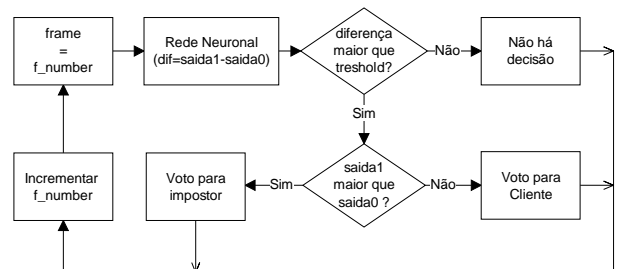 frame
=
f_number
Rede Neuronal
(dif=saida1-saida0)
diferença
maior que
treshold?
Não
Não há
decisão
Sim
Incrementar
f_number
Voto para
impostor
Sim
saida1
maior que
saida0 ?
Não
Voto para
Cliente